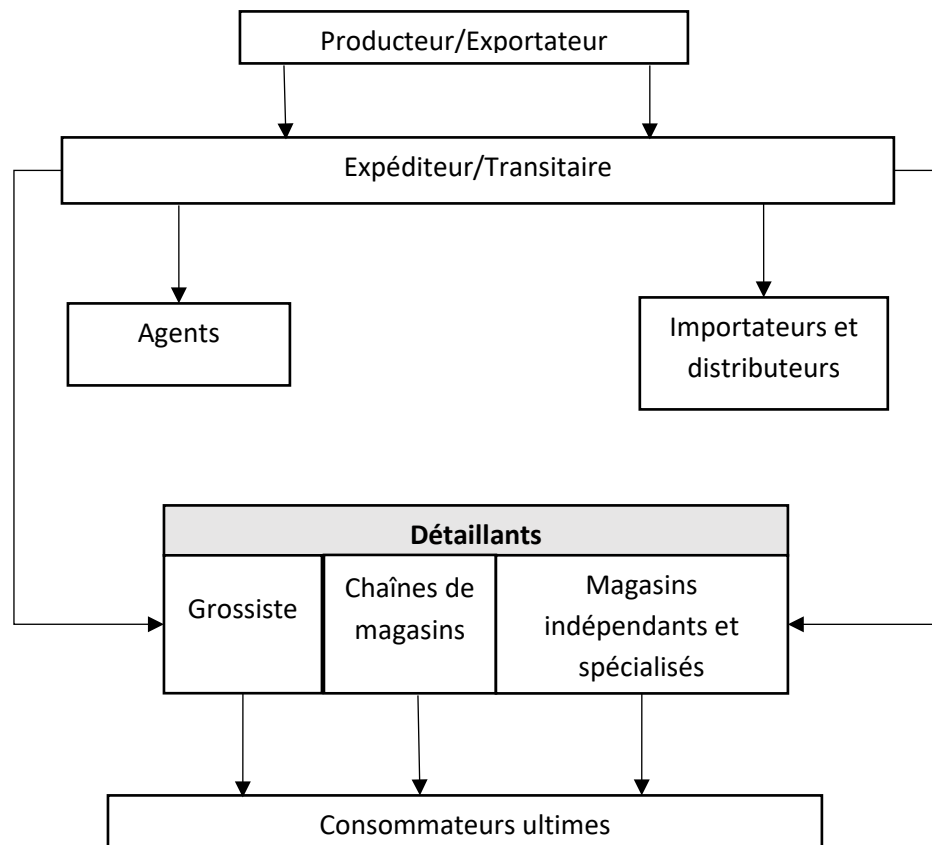 Producteur/Exportateur
Expéditeur/Transitaire
Agents
Importateurs et
distributeurs
Détaillants
Grossiste
Chaînes de
magasins
Magasins
indépendants et
spécialisés
Consommateurs ultimes